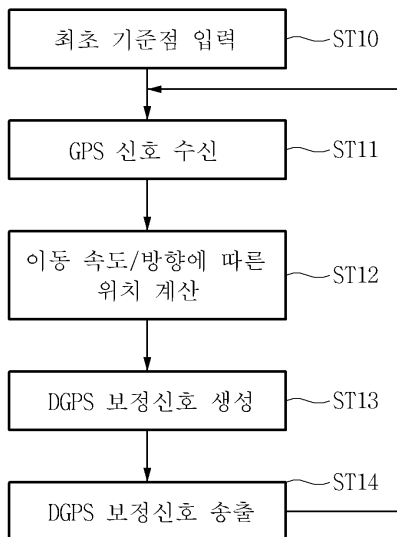 최초 기준점 입력
ST10
GPS 신호 수신
ST11
이동 속도/방향에 따른
위치 계산
ST12
DGPS 보정신호 생성
ST13
DGPS 보정신호 송출
ST14